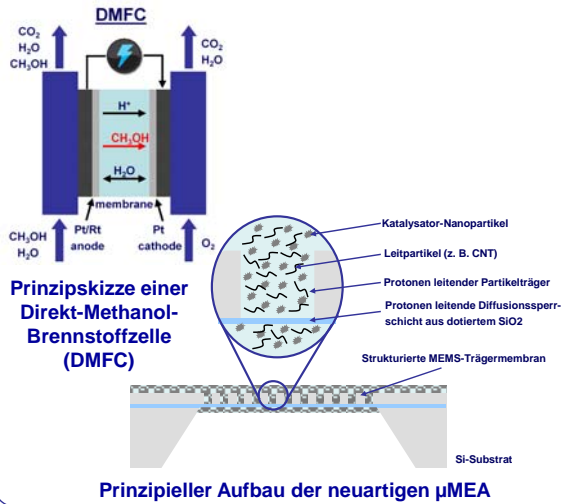 DMFC
CO2
H2O
CH3OH
CO2
H2O
H+
CH3OH
H2O
membrane
Pt/Rt
anode
Pt
cathode
CH3OH
H2O
O2
Prinzipskizze einer
Direkt-Methanol-
Brennstoffzelle
(DMFC)
Katalysator-Nanopartikel
Leitpartikel (z. B. CNT)
Protonen leitender Partikelträger
Protonen leitende Diffusionssperr-
schicht aus dotiertem SiO2
Strukturierte MEMS-Trägermembran
Si-Substrat
Prinzipieller Aufbau der neuartigen µMEA